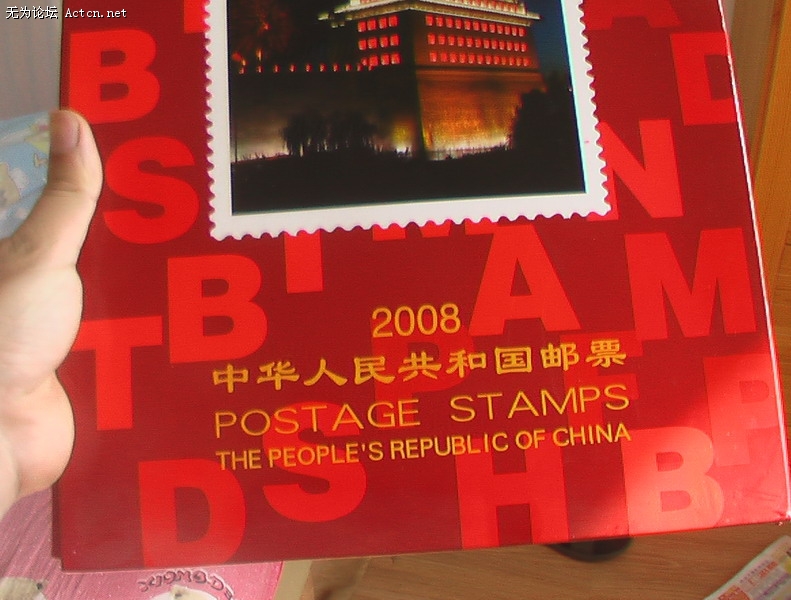 无为论坛 Actcn.net
B
D
S
N
T
B
A
M
T
2008
中华人民共和国邮票
POSTAGE STAMPS
THE PEOPLE'S REPUBLIC OF CHINA
P
S
B
D
H